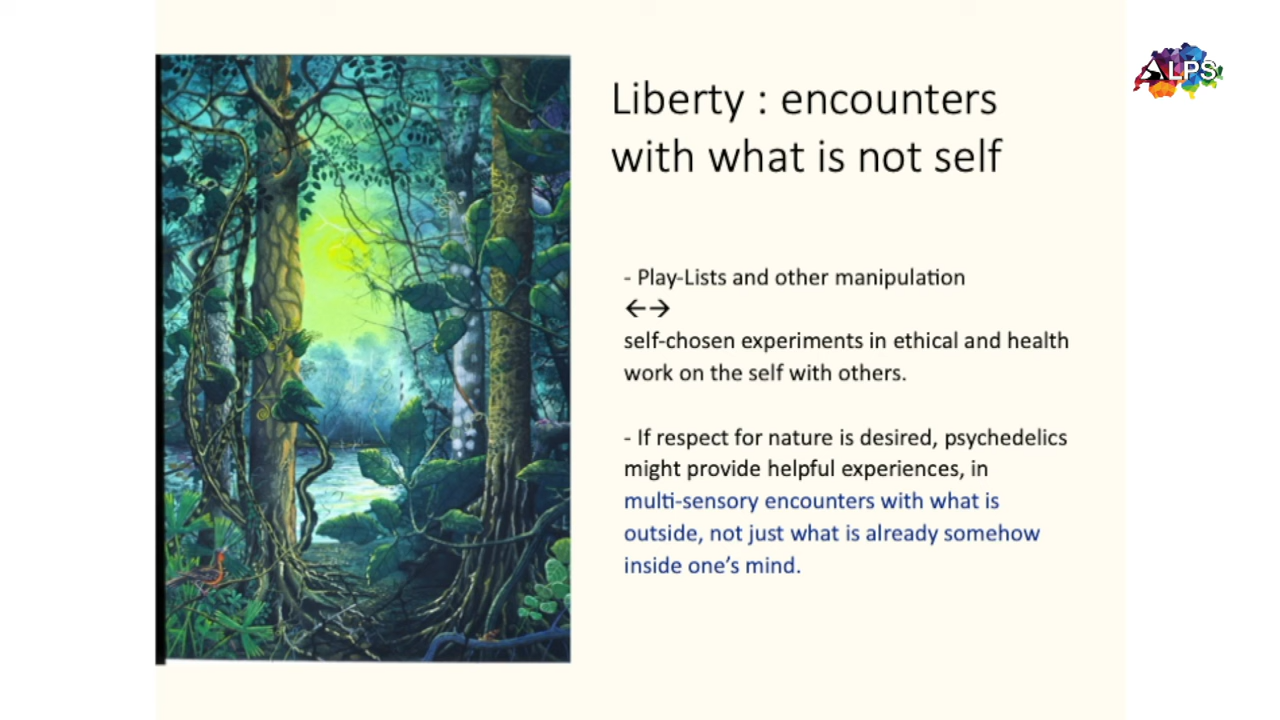 ALPS
Liberty : encounters
with what is not self
- Play-Lists and other manipulation
←→
self-chosen experiments in ethical and health
work on the self with others.
- If respect for nature is desired, psychedelics
might provide helpful experiences, in
multi-sensory encounters with what is
outside, not just what is already somehow
inside one’s mind.